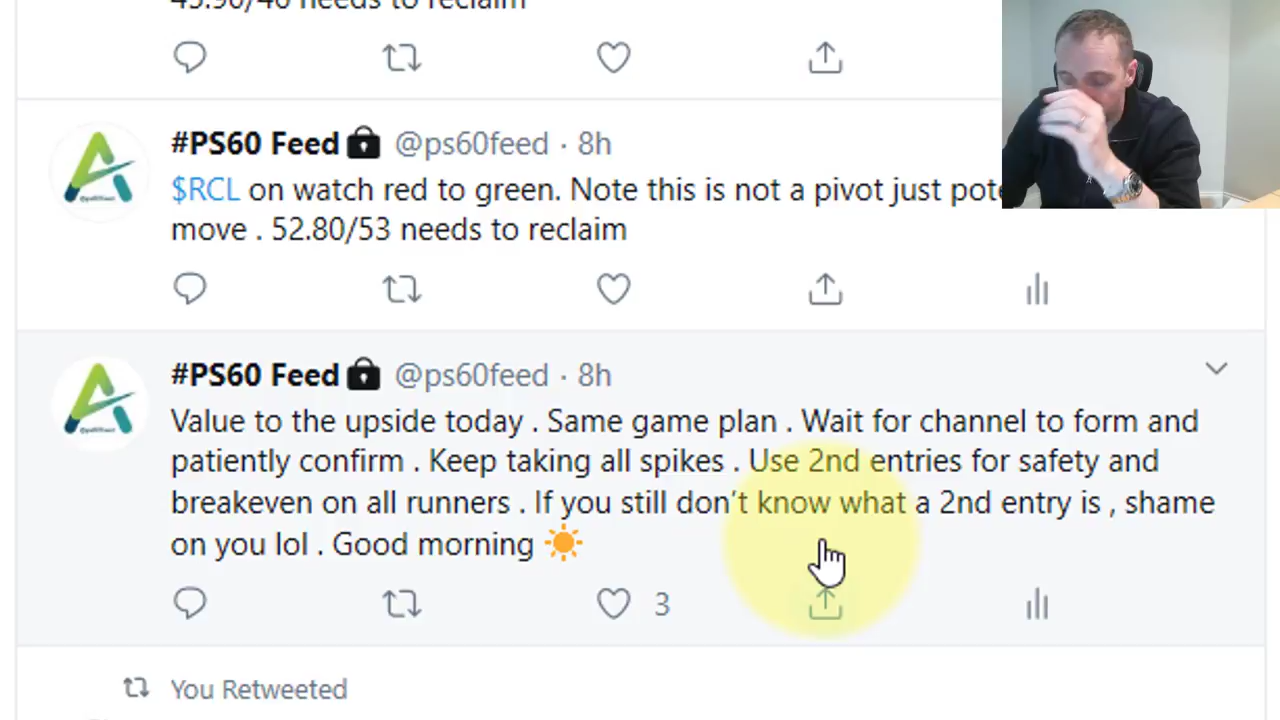 45.90/46 needs to reclaim
#PS60 Feed @ps60feed · 8h
$RCL on watch red to green. Note this is not a pivot just
move . 52.80/53 needs to reclaim
#PS60 Feed @ps60feed · 8h
Value to the upside today . Same game plan . Wait for channel to form and
patiently confirm . Keep taking all spikes . Use 2nd entries for safety and
breakeven on all runners . If you still don’t know what a 2nd entry is , shame
on you lol . Good morning ☀️
3
You Retweeted